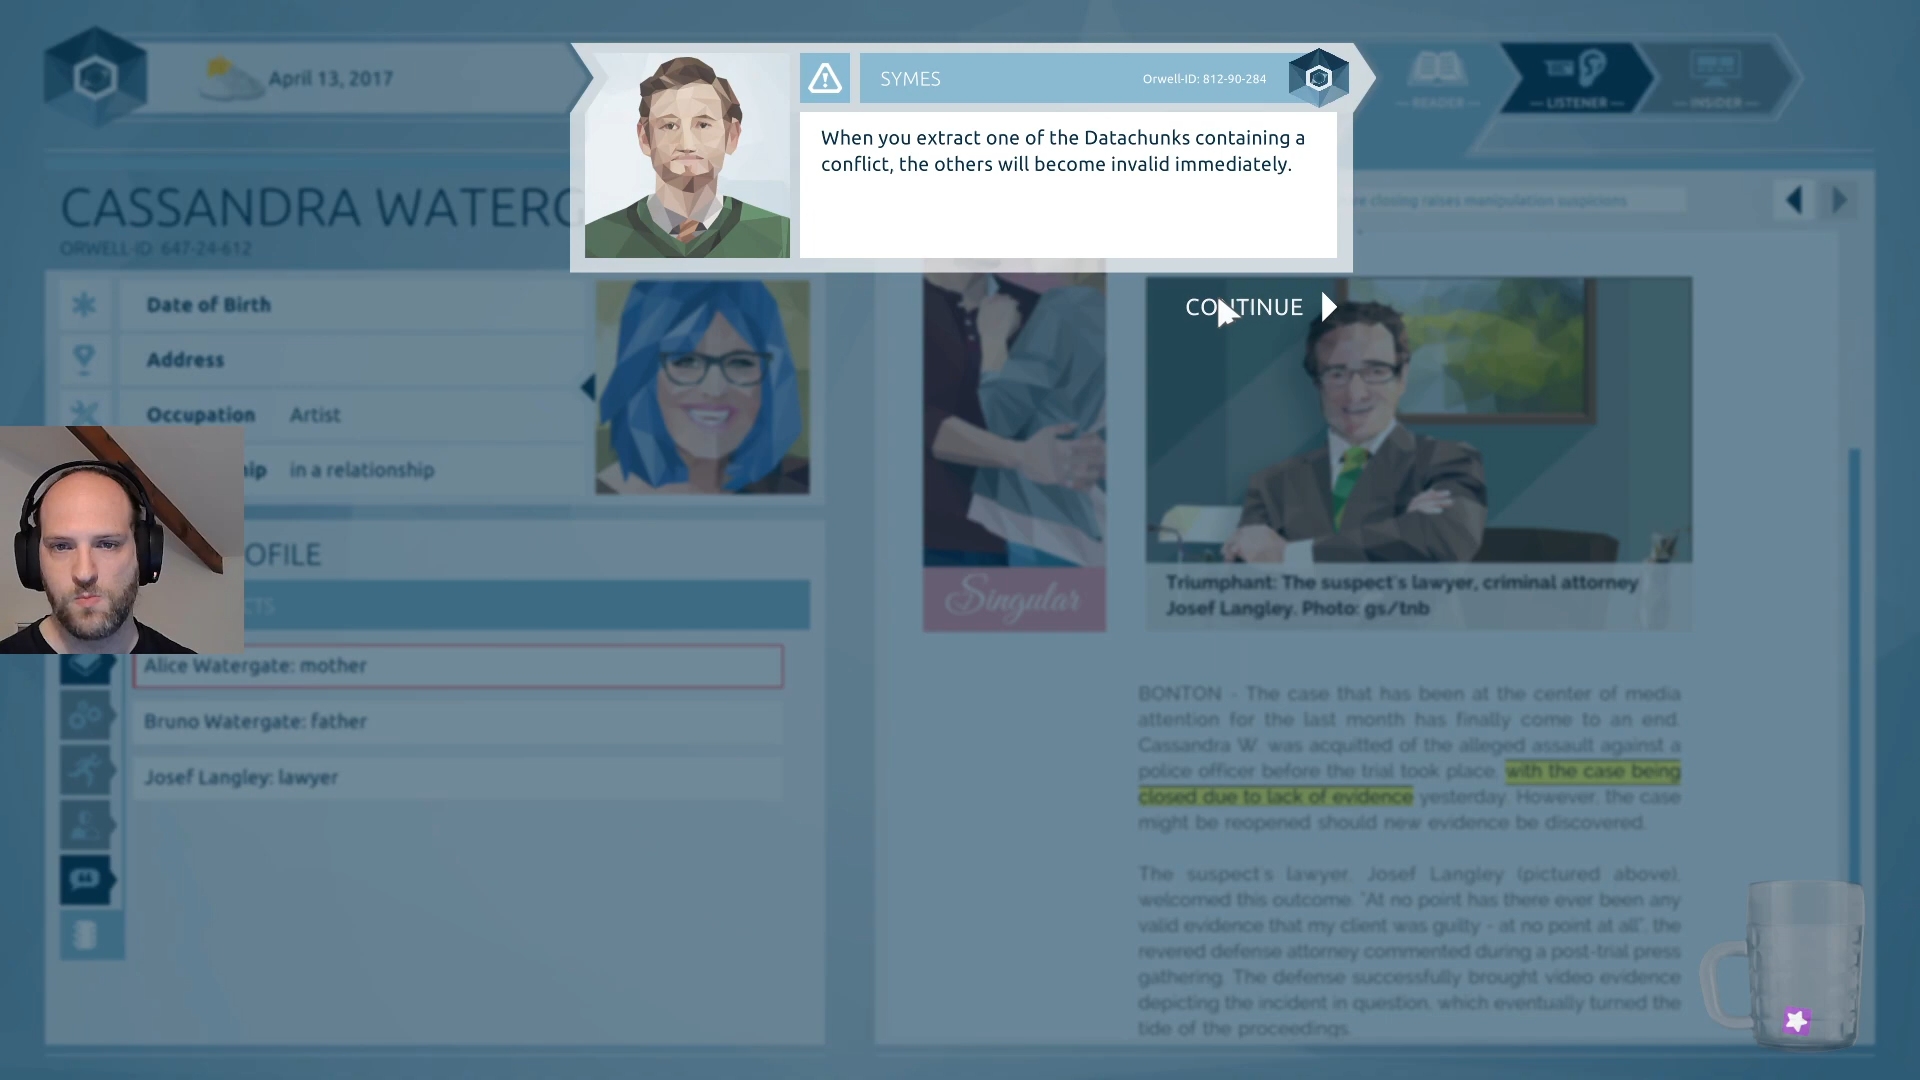 April 13, 2017
SYMES
Orwell-ID: 812-90-284
READER
LISTENER
INSIDER
When you extract one of the Datachunks containing a
conflict, the others will become invalid immediately.
CONTINUE
CASSANDRA WATERG
ORWELL-ID: 647-24-612
closing raises manipulation suspicions
Date of Birth
Address
Occupation Artist
ip in a relationship
OFILE
CTS
Alice Watergate: mother
Bruno Watergate: father
Josef Langley: lawyer
Singular
Triumphant: The suspect's lawyer, criminal attorney
Josef Langley. Photo: gs/tnb
BONTON - The case that has been at the center of media
attention for the last month has finally come to an end.
Cassandra W. was acquitted of the alleged assault against a
police officer before the trial took place, with the case being
closed due to lack of evidence yesterday. However, the case
might be reopened should new evidence be discovered.
The suspect's lawyer, Josef Langley (pictured above),
welcomed this outcome. "At no point has there ever been any
valid evidence that my client was guilty - at no point at all", the
revered defense attorney commented during a post-trial press
gathering. The defense successfully brought video evidence
depicting the incident in question, which eventually turned the
tide of the proceedings.